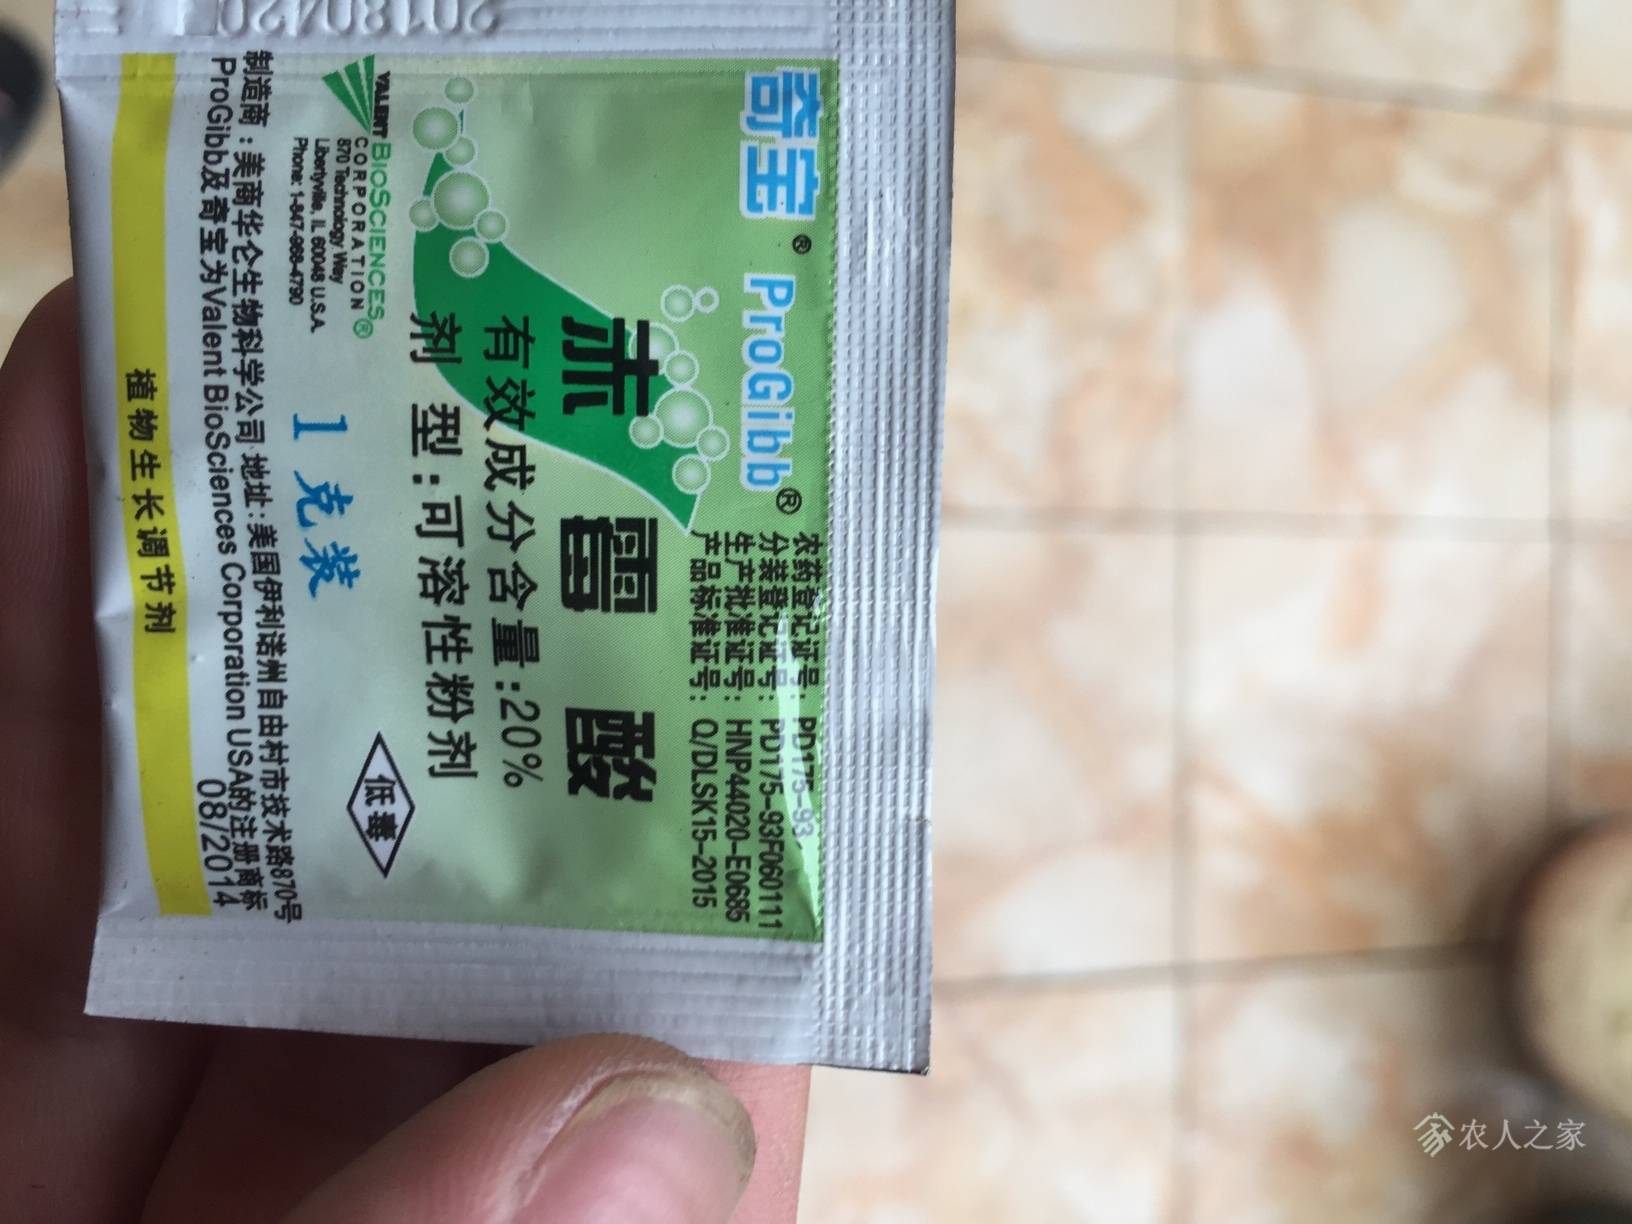 奇宝® ProGibb®
农药登记证号：PD175-93
分装登记证号：PD175-93F060111
生产批准证号：HNP44020-E0685
产品标准证号：Q/DLSK15-2015
赤霉酸
有效成分含量：20%
剂 型：可溶性粉剂
低毒
VALENT BIOSCIENCES®
CORPORATION
870 Technology Way
Libertyville, IL 60048 U.S.A.
Phone: 1-847-968-4790
1克装
制造商：美商华仑生物科学公司 地址：美国伊利诺州自由村市技术路870号
ProGibb及奇宝为Valent BioSciences Corporation USA的注册商标
08/2014
植物生长调节剂
20180420
农人之家